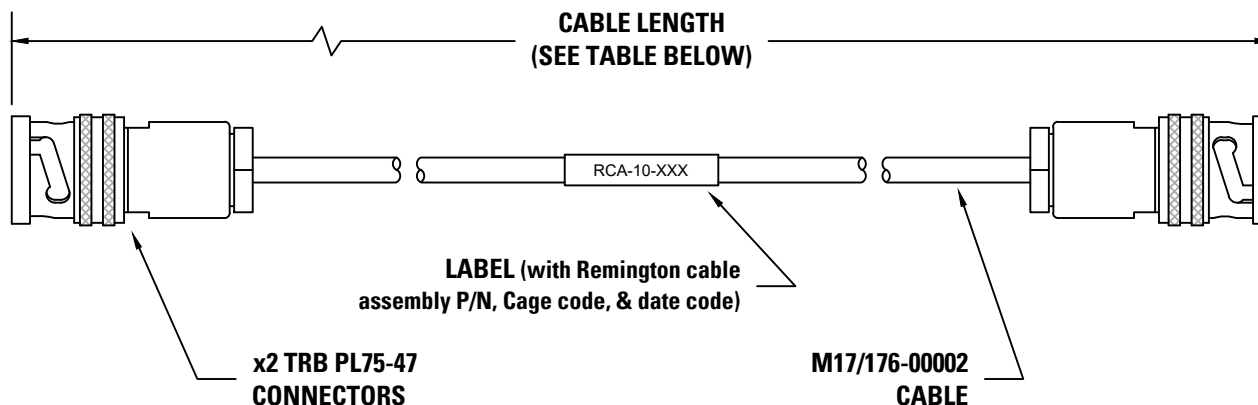 CABLE LENGTH
(SEE TABLE BELOW)
RCA-10-XXX
LABEL (with Remington cable
assembly P/N, Cage code, & date code)
x2 TRB PL75-47
CONNECTORS
M17/176-00002
CABLE